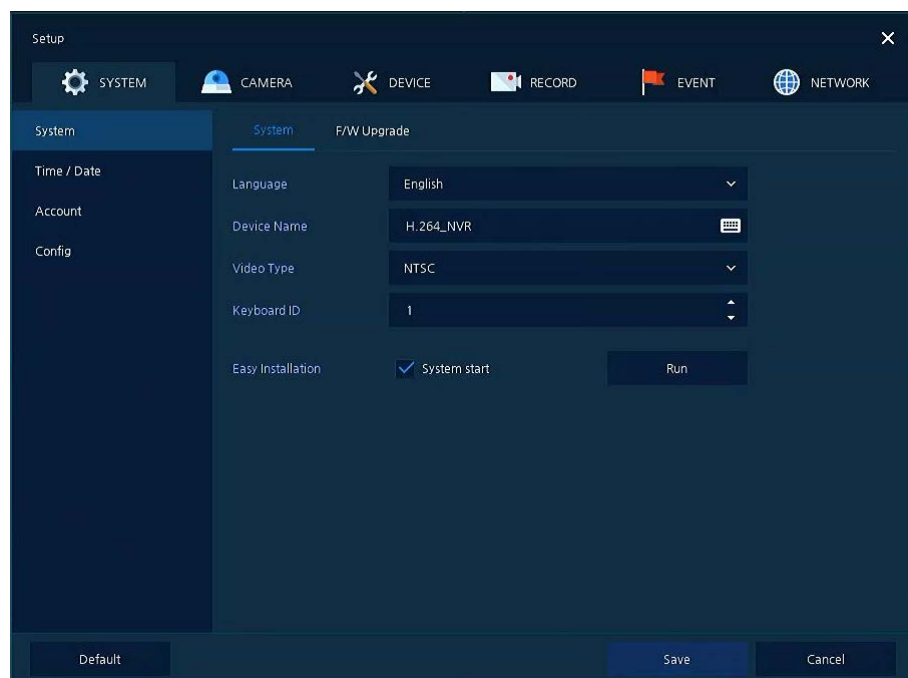 Setup
SYSTEM CAMERA DEVICE RECORD EVENT NETWORK
System
Time / Date
Account
Config
System F/W Upgrade
Language English
Device Name H.264_NVR
Video Type NTSC
Keyboard ID 1
Easy Installation System start Run
Default Save Cancel